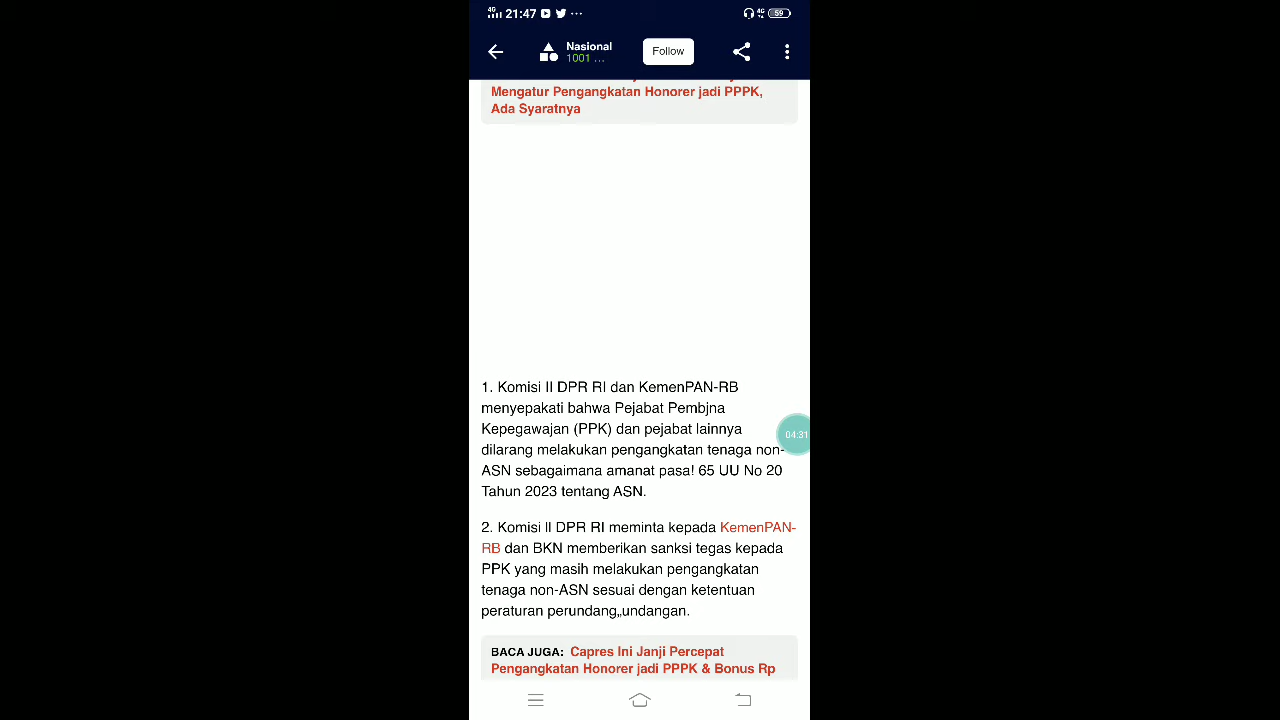 4G 21:47 ... 4G 59
Nasional
1001 ...
Follow
Mengatur Pengangkatan Honorer jadi PPPK,
Ada Syaratnya
1. Komisi II DPR RI dan KemenPAN-RB
menyepakati bahwa Pejabat Pembjna
Kepegawajan (PPK) dan pejabat lainnya
dilarang melakukan pengangkatan tenaga non-
ASN sebagaimana amanat pasa! 65 UU No 20
Tahun 2023 tentang ASN.
04:31
2. Komisi II DPR RI meminta kepada KemenPAN-
RB dan BKN memberikan sanksi tegas kepada
PPK yang masih melakukan pengangkatan
tenaga non-ASN sesuai dengan ketentuan
peraturan perundang„undangan.
BACA JUGA: Capres Ini Janji Percepat
Pengangkatan Honorer jadi PPPK & Bonus Rp